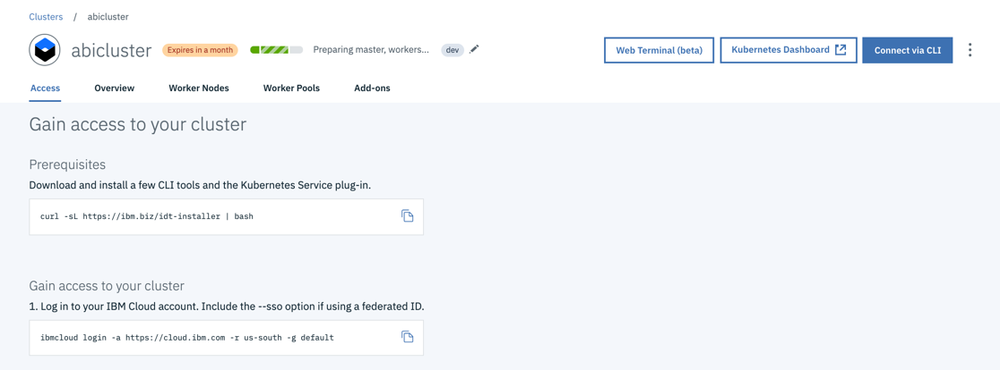 Clusters / abicluster
abicluster Expires in a month Preparing master, workers... dev Web Terminal (beta) Kubernetes Dashboard Connect via CLI
Access Overview Worker Nodes Worker Pools Add-ons
Gain access to your cluster
Prerequisites
Download and install a few CLI tools and the Kubernetes Service plug-in.
curl -sL https://ibm.biz/idt-installer | bash
Gain access to your cluster
1. Log in to your IBM Cloud account. Include the --sso option if using a federated ID.
ibmcloud login -a https://cloud.ibm.com -r us-south -g default